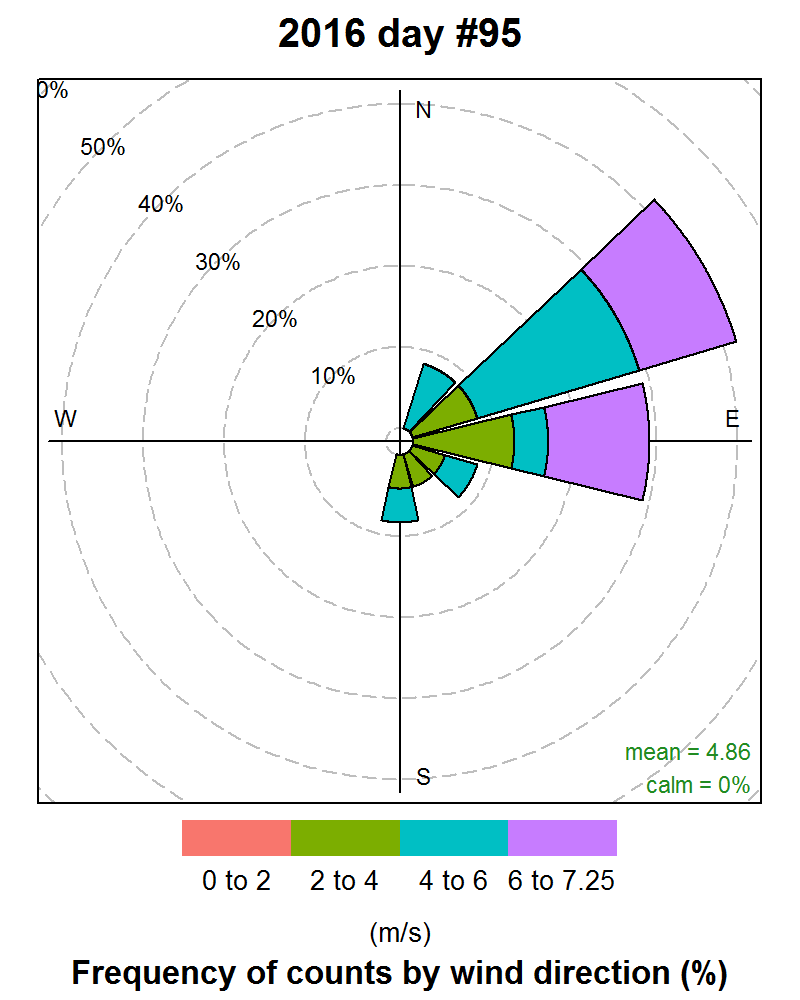 2016 day #95
0%
50%
40%
30%
20%
10%
N
W
E
S
mean = 4.86
calm = 0%
0 to 2 2 to 4 4 to 6 6 to 7.25
(m/s)
Frequency of counts by wind direction (%)